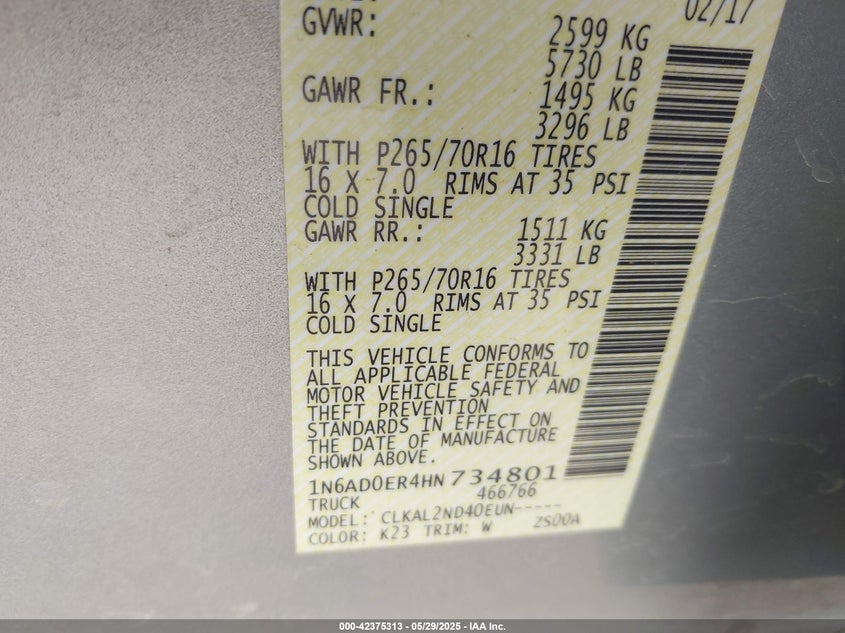 02/17
GVWR:
2599 KG
5730 LB
GAWR FR.:
1495 KG
3296 LB
WITH P265/70R16 TIRES
16 X 7.0 RIMS AT 35 PSI
COLD SINGLE
GAWR RR.:
1511 KG
3331 LB
WITH P265/70R16 TIRES
16 X 7.0 RIMS AT 35 PSI
COLD SINGLE
THIS VEHICLE CONFORMS TO
ALL APPLICABLE FEDERAL
MOTOR VEHICLE SAFETY AND
THEFT PREVENTION
STANDARDS IN EFFECT ON
THE DATE OF MANUFACTURE
SHOWN ABOVE.
1N6AD0ER4HN734801
466766
TRUCK
MODEL: CLKAL2ND40EUN-----
COLOR: K23 TRIM: W 2S00A
000-42375313 - 05/29/2025 - IAA Inc.